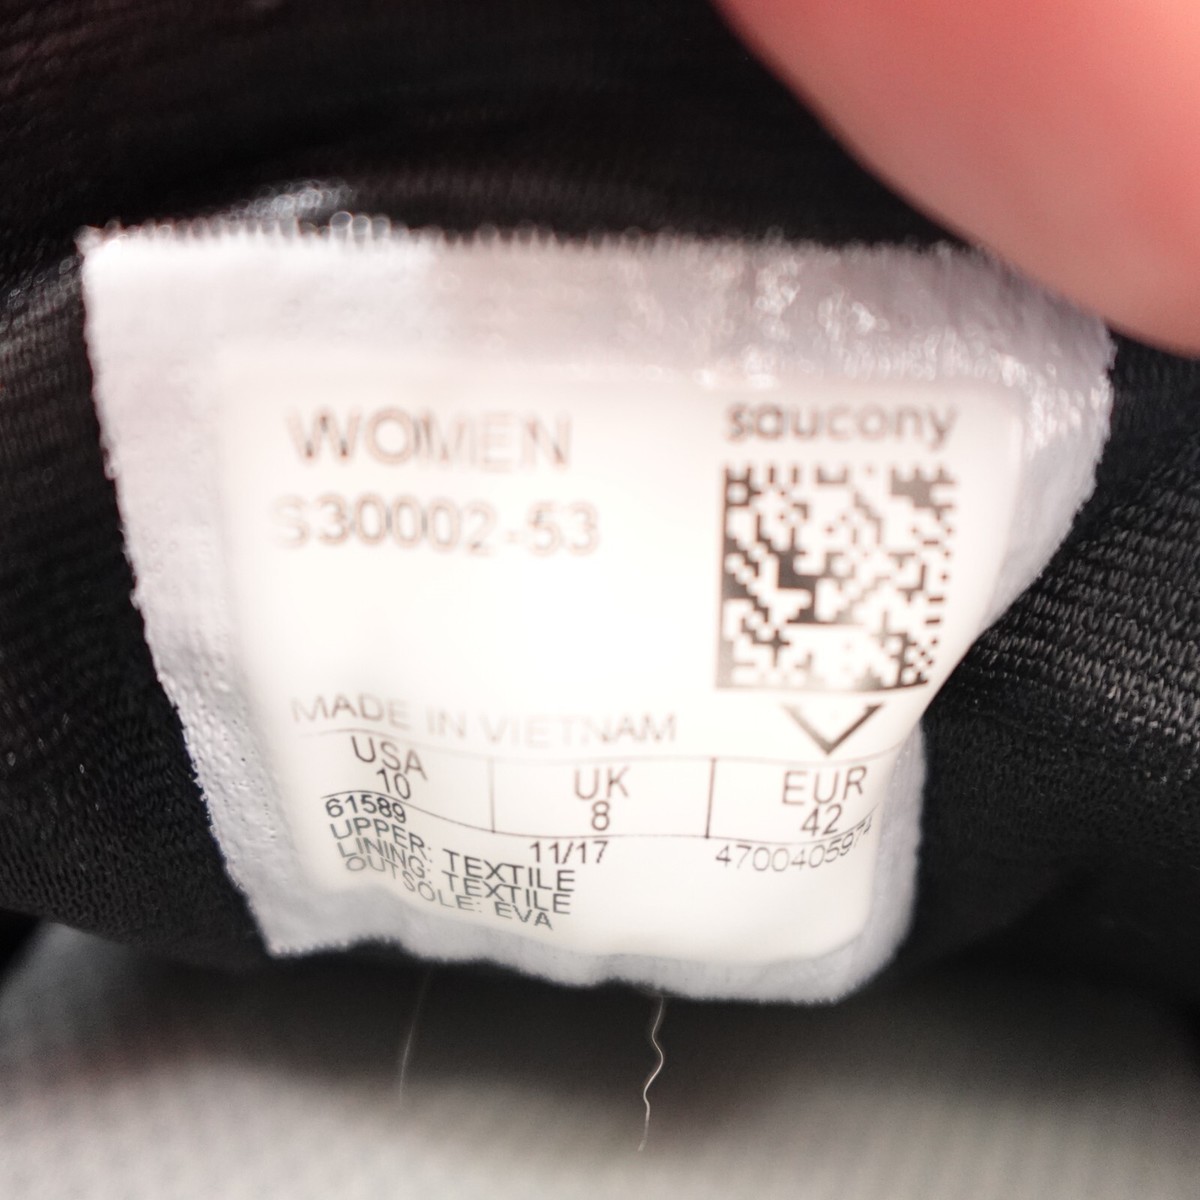 WOMEN
S30002-53
saucony
MADE IN VIETNAM
USA UK EUR
10 8 42
61589 11/17 4700405974
UPPER: TEXTILE
LINING: TEXTILE
OUTSOLE: EVA